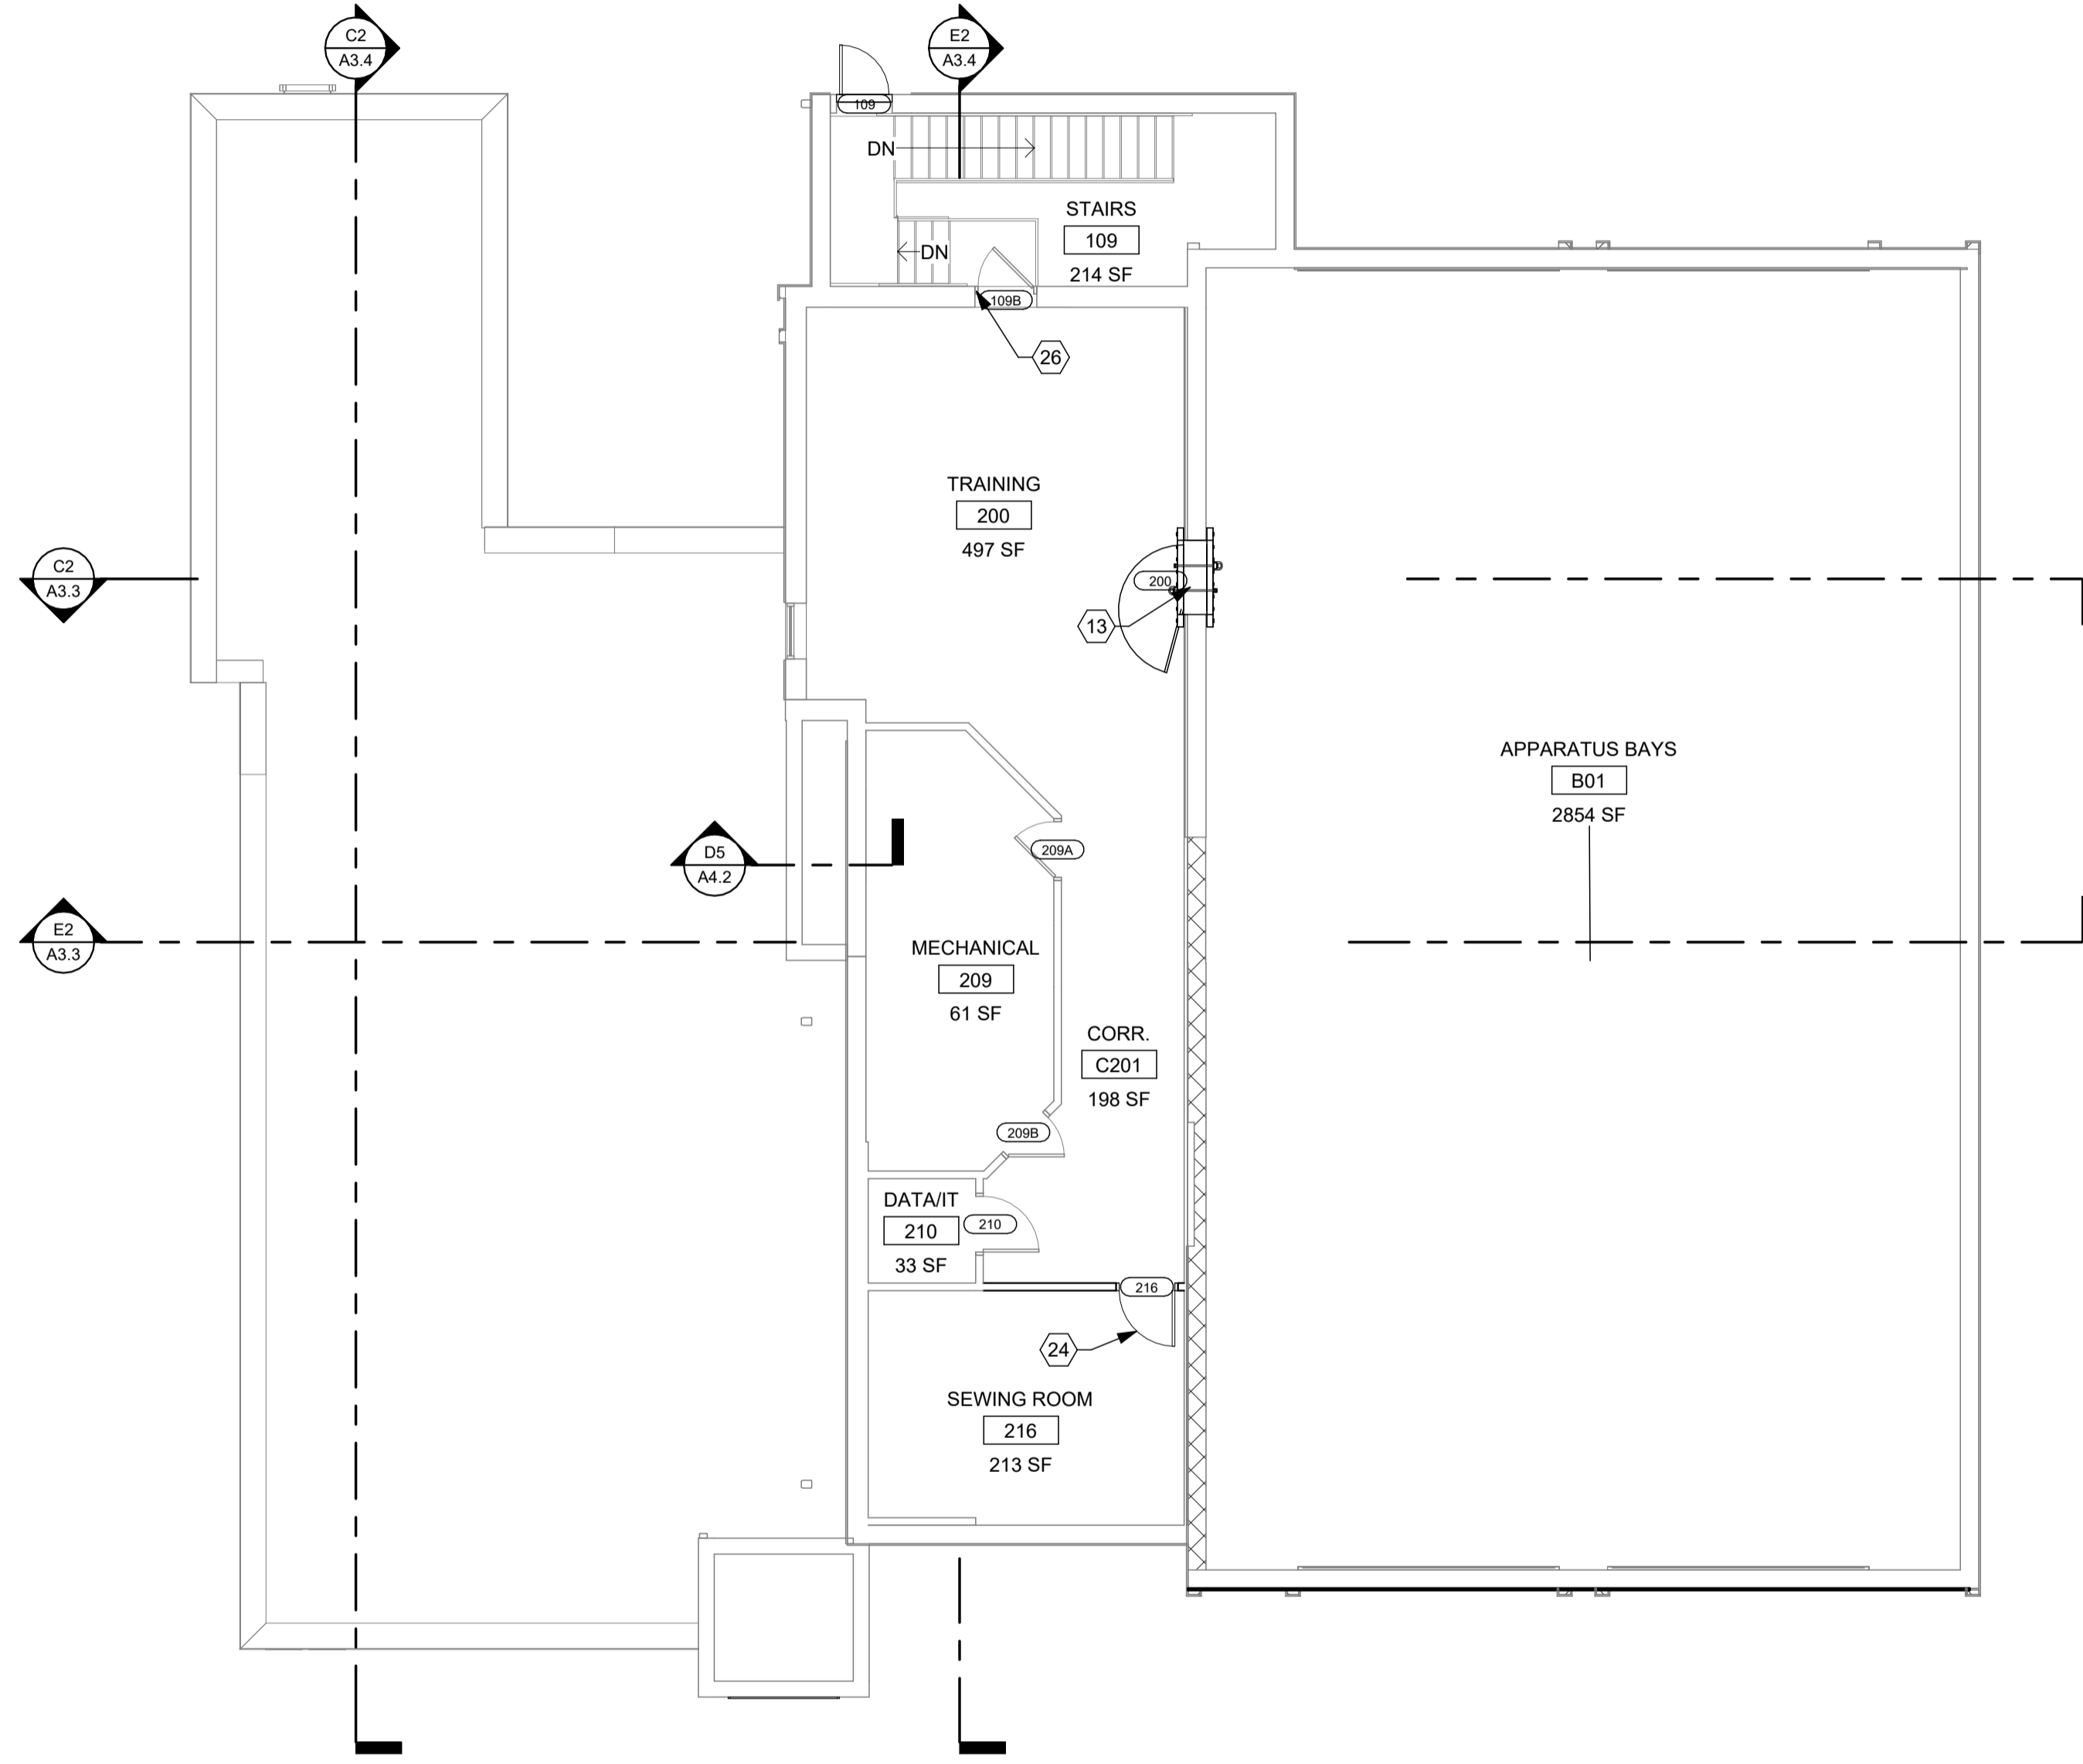 C2
A3.4
E2
A3.4
109
DN
STAIRS
109
214 SF
DN
109B
26
TRAINING
200
497 SF
C2
A3.3
200
13
APPARATUS BAYS
B01
2854 SF
209A
D5
A4.2
E2
A3.3
MECHANICAL
209
61 SF
CORR.
C201
198 SF
209B
DATA/IT
210
33 SF
210
216
24
SEWING ROOM
216
213 SF